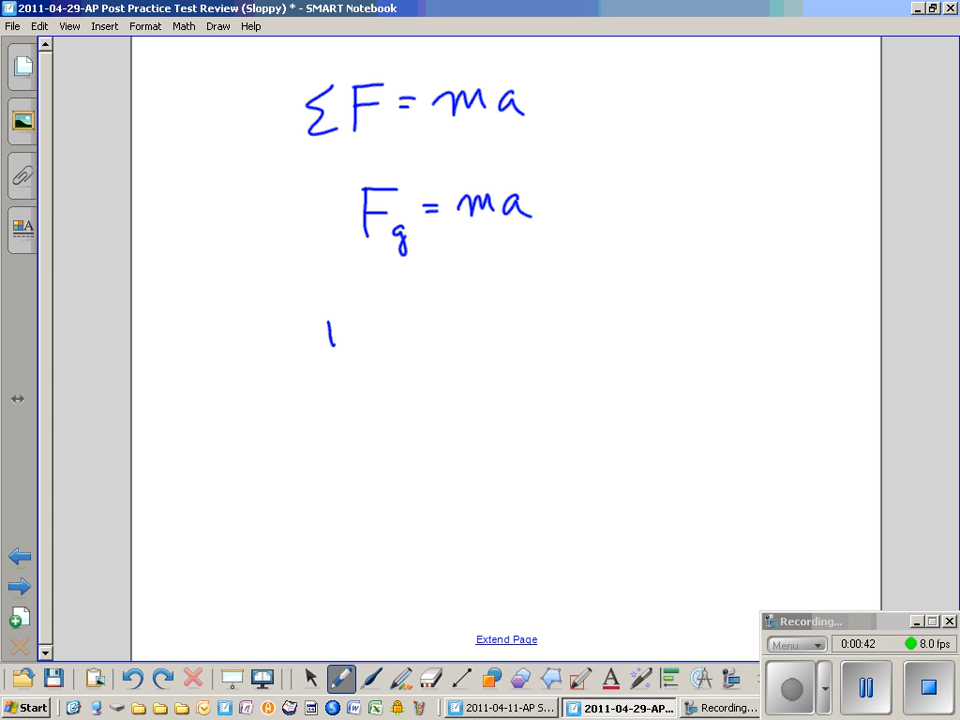 2011-04-29-AP Post Practice Test Review (Sloppy) * - SMART Notebook
File Edit View Insert Format Math Draw Help
Σ F = ma
Fg = ma
Extend Page
Recording...
Menu 0:00:42 8.0 fps
Start 2011-04-11-AP S... 2011-04-29-AP... Recording...